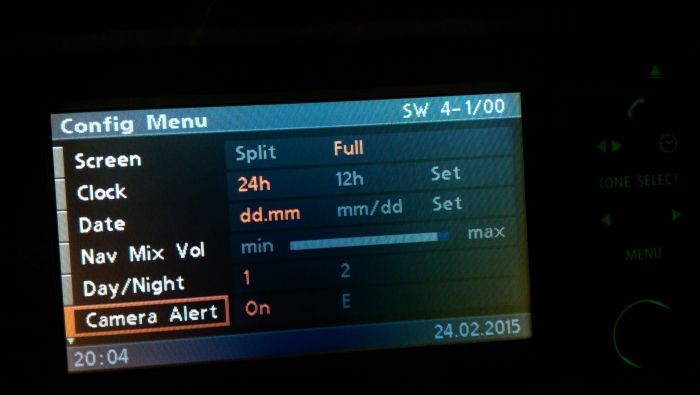 Config Menu SW 4-1/00
Screen Split Full
Clock 24h 12h Set
Date dd.mm mm/dd Set
Nav Mix Vol min max
Day/Night 1 2
Camera Alert On E
20:04 24.02.2015
TONE SELECT
MENU